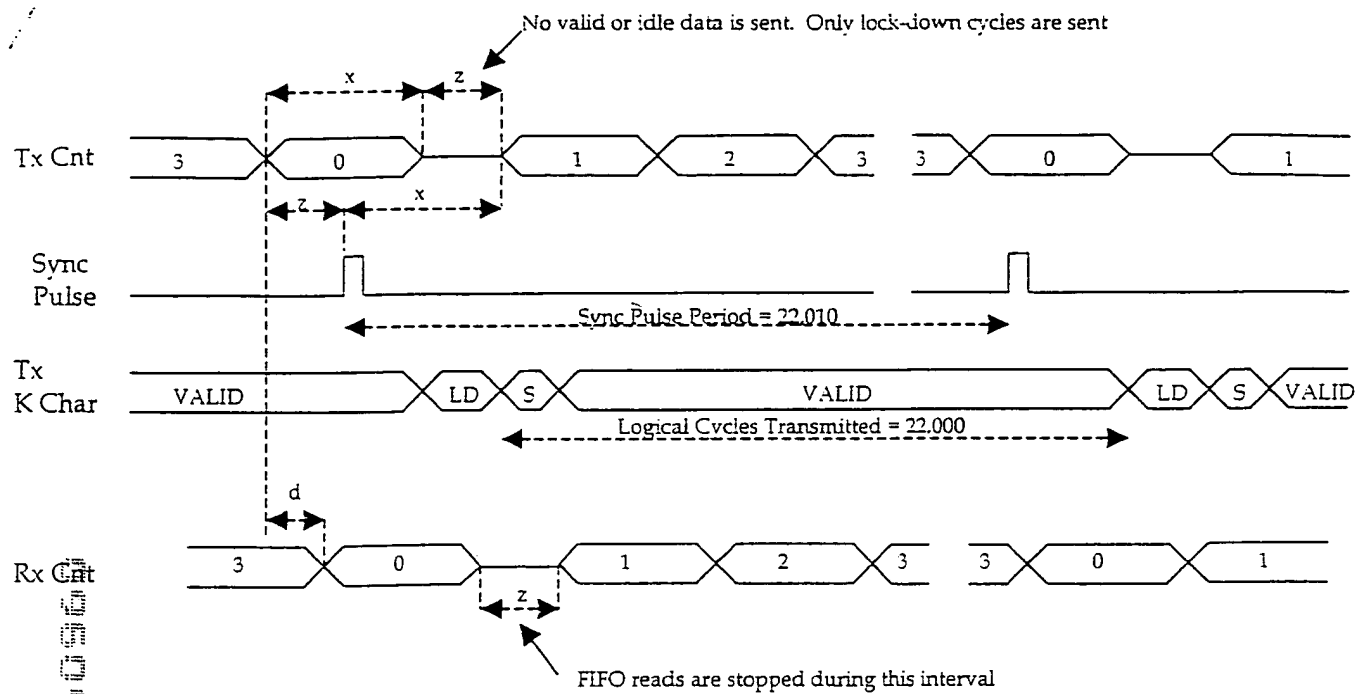 No valid or idle data is sent. Only lock-down cycles are sent
x
z
Tx Cnt
3
0
1
2
3
3
0
1
z
x
Sync
Pulse
Sync Pulse Period = 22.010
Tx
K Char
VALID
LD
S
VALID
LD
S
VALID
Logical Cycles Transmitted = 22.000
d
Rx Cnt
3
0
1
2
3
3
0
1
z
FIFO reads are stopped during this interval